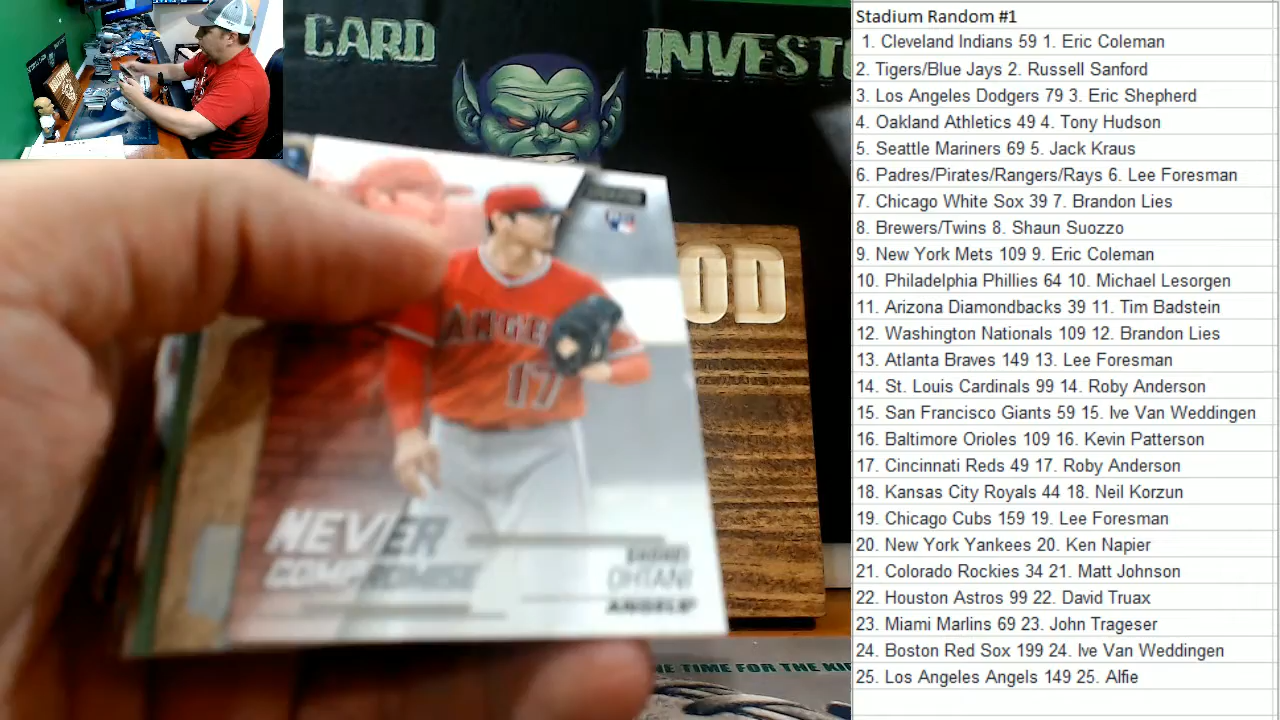 CARD INVEST
OD
ANGE
17
NEVER
COMPROMISE
SHOHEI
OHTANI
ANGELS
NE TIME FOR THE KI
Stadium Random #1
1. Cleveland Indians 59 1. Eric Coleman
2. Tigers/Blue Jays 2. Russell Sanford
3. Los Angeles Dodgers 79 3. Eric Shepherd
4. Oakland Athletics 49 4. Tony Hudson
5. Seattle Mariners 69 5. Jack Kraus
6. Padres/Pirates/Rangers/Rays 6. Lee Foresman
7. Chicago White Sox 39 7. Brandon Lies
8. Brewers/Twins 8. Shaun Suozzo
9. New York Mets 109 9. Eric Coleman
10. Philadelphia Phillies 64 10. Michael Lesorgen
11. Arizona Diamondbacks 39 11. Tim Badstein
12. Washington Nationals 109 12. Brandon Lies
13. Atlanta Braves 149 13. Lee Foresman
14. St. Louis Cardinals 99 14. Roby Anderson
15. San Francisco Giants 59 15. Ive Van Weddingen
16. Baltimore Orioles 109 16. Kevin Patterson
17. Cincinnati Reds 49 17. Roby Anderson
18. Kansas City Royals 44 18. Neil Korzun
19. Chicago Cubs 159 19. Lee Foresman
20. New York Yankees 20. Ken Napier
21. Colorado Rockies 34 21. Matt Johnson
22. Houston Astros 99 22. David Truax
23. Miami Marlins 69 23. John Trageser
24. Boston Red Sox 199 24. Ive Van Weddingen
25. Los Angeles Angels 149 25. Alfie